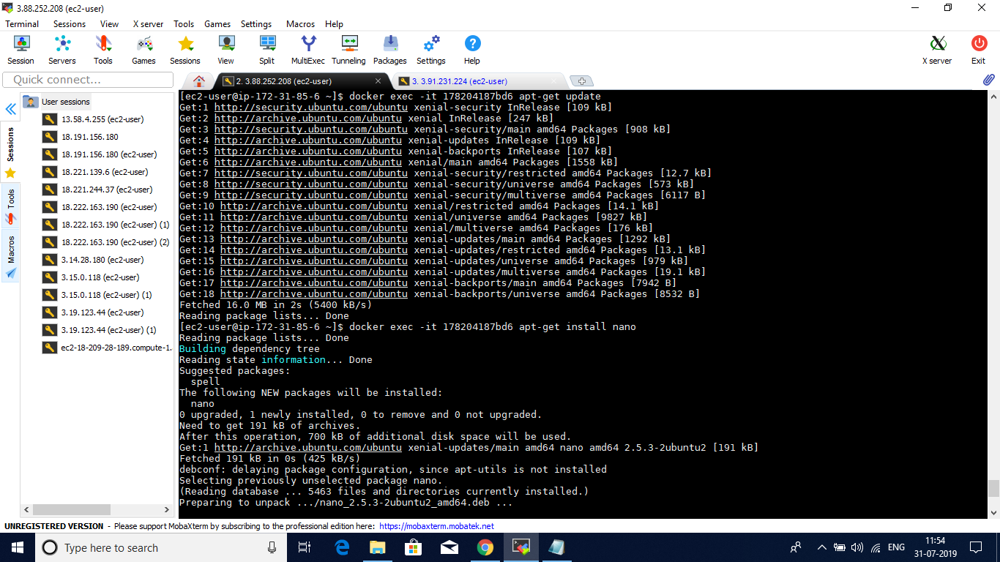 3.88.252.208 (ec2-user)
Terminal Sessions View X server Tools Games Settings Macros Help
Session Servers Tools Games Sessions View Split MultiExec Tunneling Packages Settings Help X server Exit
Quick connect...
2. 3.88.252.208 (ec2-user)
3. 3.91.231.224 (ec2-user)
Sessions
Tools
Macros
User sessions
13.58.4.255 (ec2-user)
18.191.156.180
18.191.156.180 (ec2-user)
18.221.139.6 (ec2-user)
18.221.244.37 (ec2-user)
18.222.163.190 (ec2-user)
18.222.163.190 (ec2-user) (1)
18.222.163.190 (ec2-user) (2)
3.14.28.180 (ec2-user)
3.15.0.118 (ec2-user)
3.15.0.118 (ec2-user) (1)
3.19.123.44 (ec2-user)
3.19.123.44 (ec2-user) (1)
ec2-18-209-28-189.compute-1.
[ec2-user@ip-172-31-85-6 ~]$ docker exec -it 178204187bd6 apt-get update
Get:1 http://security.ubuntu.com/ubuntu xenial-security InRelease [109 kB]
Get:2 http://archive.ubuntu.com/ubuntu xenial InRelease [247 kB]
Get:3 http://security.ubuntu.com/ubuntu xenial-security/main amd64 Packages [908 kB]
Get:4 http://archive.ubuntu.com/ubuntu xenial-updates InRelease [109 kB]
Get:5 http://archive.ubuntu.com/ubuntu xenial-backports InRelease [107 kB]
Get:6 http://archive.ubuntu.com/ubuntu xenial/main amd64 Packages [1558 kB]
Get:7 http://security.ubuntu.com/ubuntu xenial-security/restricted amd64 Packages [12.7 kB]
Get:8 http://security.ubuntu.com/ubuntu xenial-security/universe amd64 Packages [573 kB]
Get:9 http://security.ubuntu.com/ubuntu xenial-security/multiverse amd64 Packages [6117 B]
Get:10 http://archive.ubuntu.com/ubuntu xenial/restricted amd64 Packages [14.1 kB]
Get:11 http://archive.ubuntu.com/ubuntu xenial/universe amd64 Packages [9827 kB]
Get:12 http://archive.ubuntu.com/ubuntu xenial/multiverse amd64 Packages [176 kB]
Get:13 http://archive.ubuntu.com/ubuntu xenial-updates/main amd64 Packages [1292 kB]
Get:14 http://archive.ubuntu.com/ubuntu xenial-updates/restricted amd64 Packages [13.1 kB]
Get:15 http://archive.ubuntu.com/ubuntu xenial-updates/universe amd64 Packages [979 kB]
Get:16 http://archive.ubuntu.com/ubuntu xenial-updates/multiverse amd64 Packages [19.1 kB]
Get:17 http://archive.ubuntu.com/ubuntu xenial-backports/main amd64 Packages [7942 B]
Get:18 http://archive.ubuntu.com/ubuntu xenial-backports/universe amd64 Packages [8532 B]
Fetched 16.0 MB in 2s (5400 kB/s)
Reading package lists... Done
[ec2-user@ip-172-31-85-6 ~]$ docker exec -it 178204187bd6 apt-get install nano
Reading package lists... Done
Building dependency tree
Reading state information... Done
Suggested packages:
spell
The following NEW packages will be installed:
nano
0 upgraded, 1 newly installed, 0 to remove and 0 not upgraded.
Need to get 191 kB of archives.
After this operation, 700 kB of additional disk space will be used.
Get:1 http://archive.ubuntu.com/ubuntu xenial-updates/main amd64 nano amd64 2.5.3-2ubuntu2 [191 kB]
Fetched 191 kB in 0s (425 kB/s)
debconf: delaying package configuration, since apt-utils is not installed
Selecting previously unselected package nano.
(Reading database ... 5463 files and directories currently installed.)
Preparing to unpack .../nano_2.5.3-2ubuntu2_amd64.deb ...
UNREGISTERED VERSION - Please support MobaXterm by subscribing to the professional edition here: https://mobaxterm.mobatek.net
Type here to search
ENG
11:54
31-07-2019